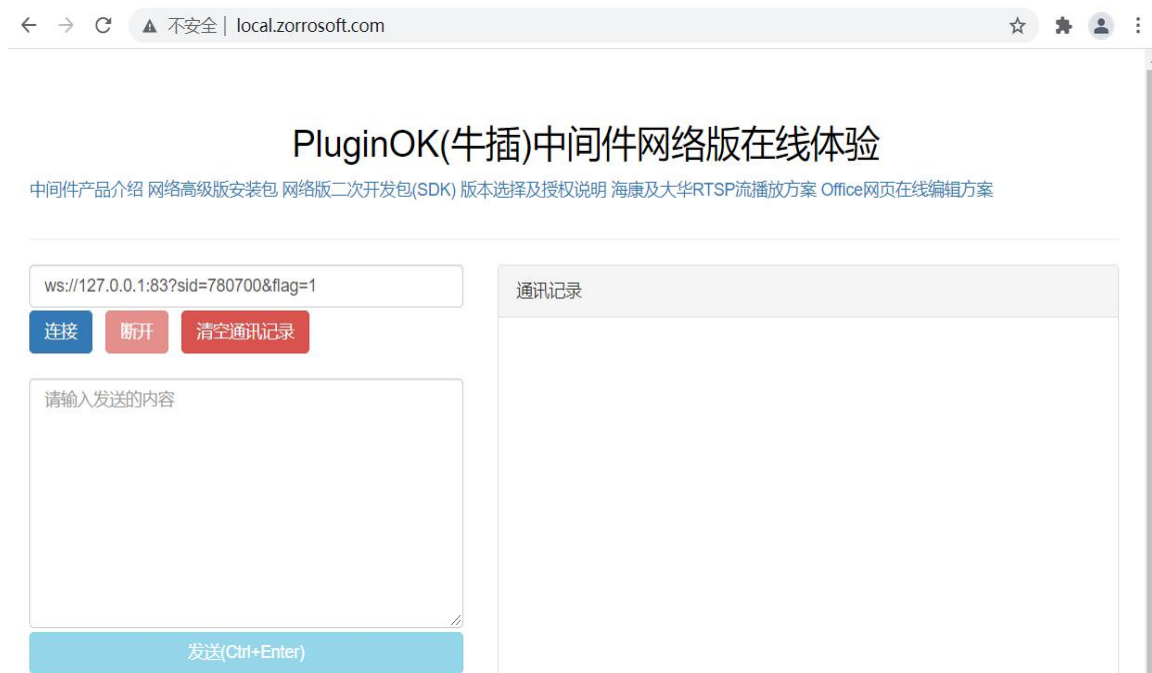 不安全 | local.zorrosoft.com
PluginOK(牛插)中间件网络版在线体验
中间件产品介绍 网络高级版安装包 网络版二次开发包(SDK) 版本选择及授权说明 海康及大华RTSP流播放方案 Office网页在线编辑方案
ws://127.0.0.1:83?sid=780700&flag=1
连接 断开 清空通讯记录
请输入发送的内容
发送(Ctrl+Enter)
通讯记录